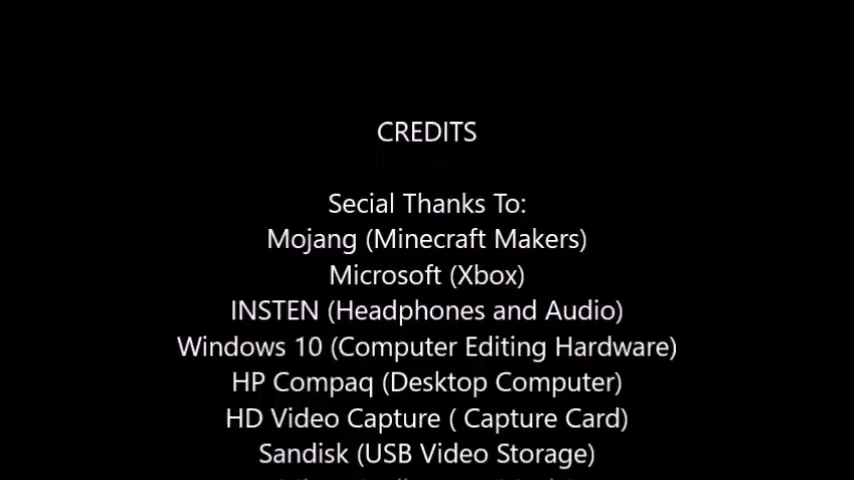 CREDITS
Secial Thanks To:
Mojang (Minecraft Makers)
Microsoft (Xbox)
INSTEN (Headphones and Audio)
Windows 10 (Computer Editing Hardware)
HP Compaq (Desktop Computer)
HD Video Capture ( Capture Card)
Sandisk (USB Video Storage)